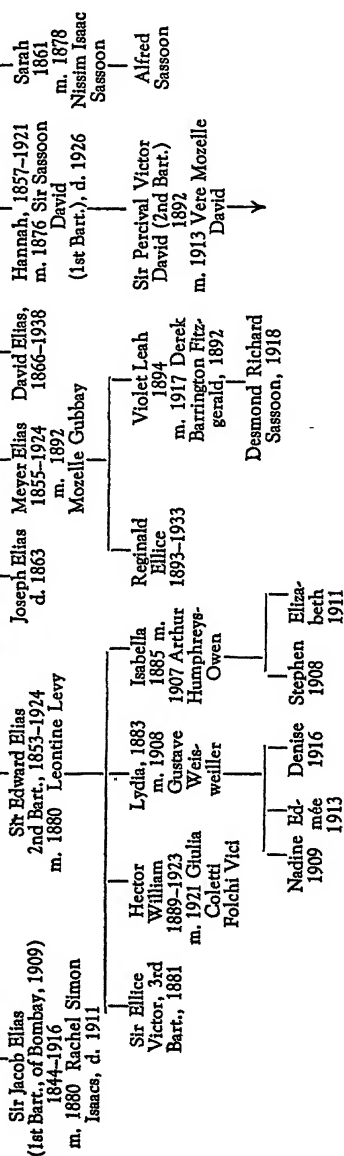 Sir Jacob Elias
(1st Bart., of Bombay, 1909)
1844–1916
m. 1880 Rachel Simon
Isaacs, d. 1911
Sir Edward Elias
2nd Bart., 1853–1924
m. 1880 Leontine Levy
Joseph Elias
d. 1863
Meyer Elias
1855–1924
m. 1892
Mozelle Gubbay
David Elias,
1866–1938
Hannah, 1857–1921
m. 1876 Sir Sassoon
David
(1st Bart.), d. 1926
Sarah
1861
m. 1878
Nissim Isaac
Sassoon
Sir Ellice
Victor, 3rd
Bart., 1881
Hector
William
1889–1923
m. 1921 Giulia
Coletti
Folchi Vici
Lydia, 1883
m. 1908
Gustave
Weis-
weiller
Isabella
1885 m.
1907 Arthur
Humphreys-
Owen
Reginald
Ellice
1893–1933
Violet Leah
1894
m. 1917 Derek
Barrington Fitz-
gerald, 1892
Sir Percival Victor
David (2nd Bart.)
1892
m. 1913 Vere Mozelle
David
Alfred
Sassoon
Nadine
1909
Ed-
mée
1913
Denise
1916
Stephen
1908
Eliza-
beth
1911
Desmond Richard
Sassoon, 1918